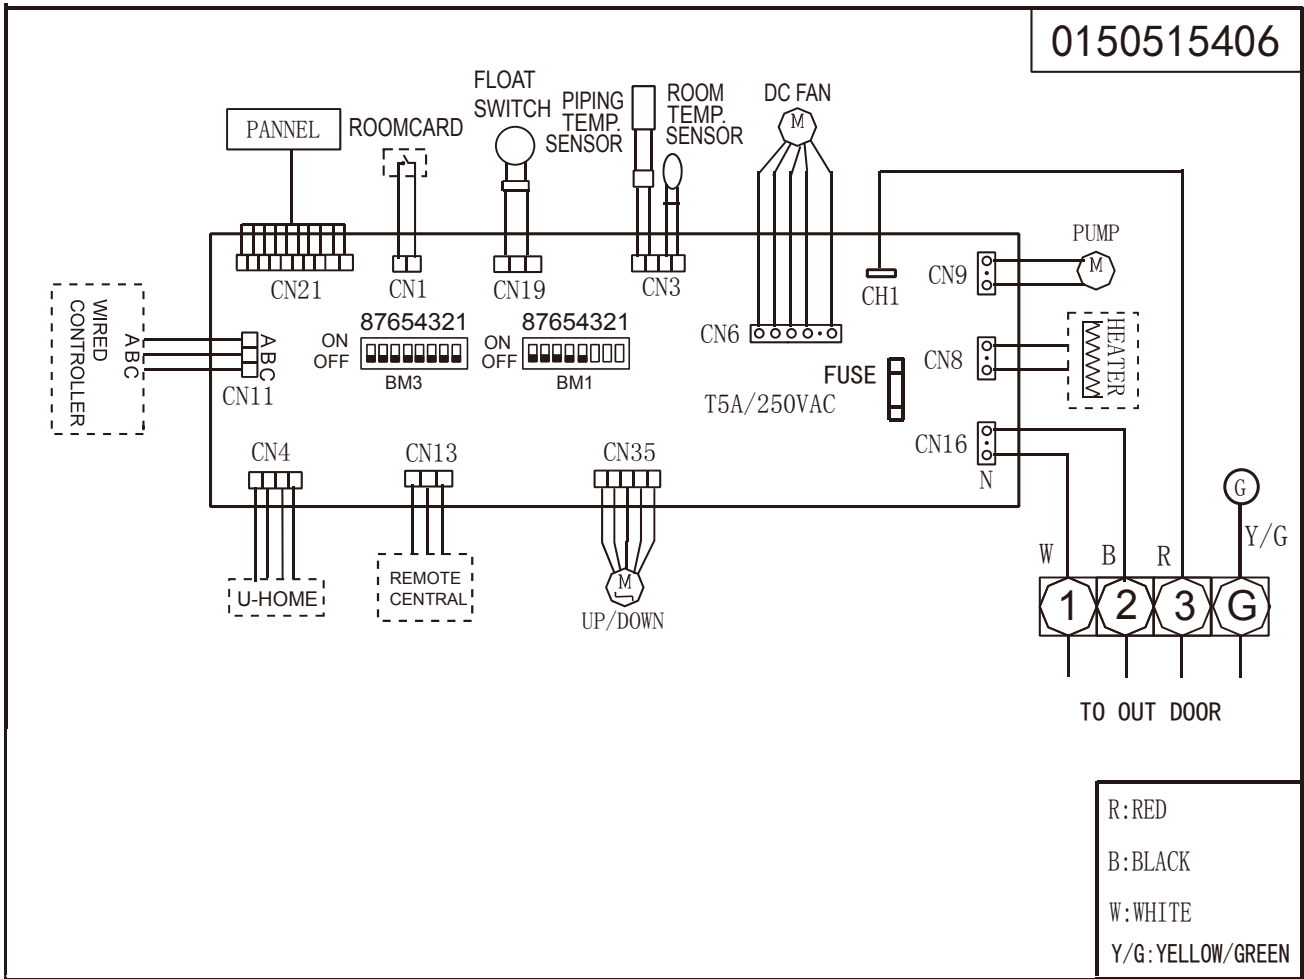 0150515406
FLOAT
SWITCH
PIPING
TEMP.
SENSOR
ROOM
TEMP.
SENSOR
DC FAN
M
PANNEL
ROOMCARD
CN21
CN1
CN19
CN3
CH1
CN9
PUMP
M
WIRED
CONTROLLER
A B C
A B C
CN11
87654321
ON
OFF
BM3
87654321
ON
OFF
BM1
CN6
FUSE
T5A/250VAC
CN8
HEATER
CN16
N
CN4
CN13
CN35
U-HOME
REMOTE
CENTRAL
M
UP/DOWN
G
Y/G
W
B
R
1
2
3
G
TO OUT DOOR
R:RED
B:BLACK
W:WHITE
Y/G:YELLOW/GREEN